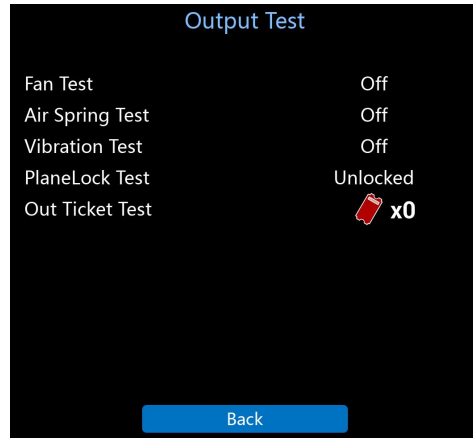 Output Test
Fan Test Off
Air Spring Test Off
Vibration Test Off
PlaneLock Test Unlocked
Out Ticket Test x0
Back